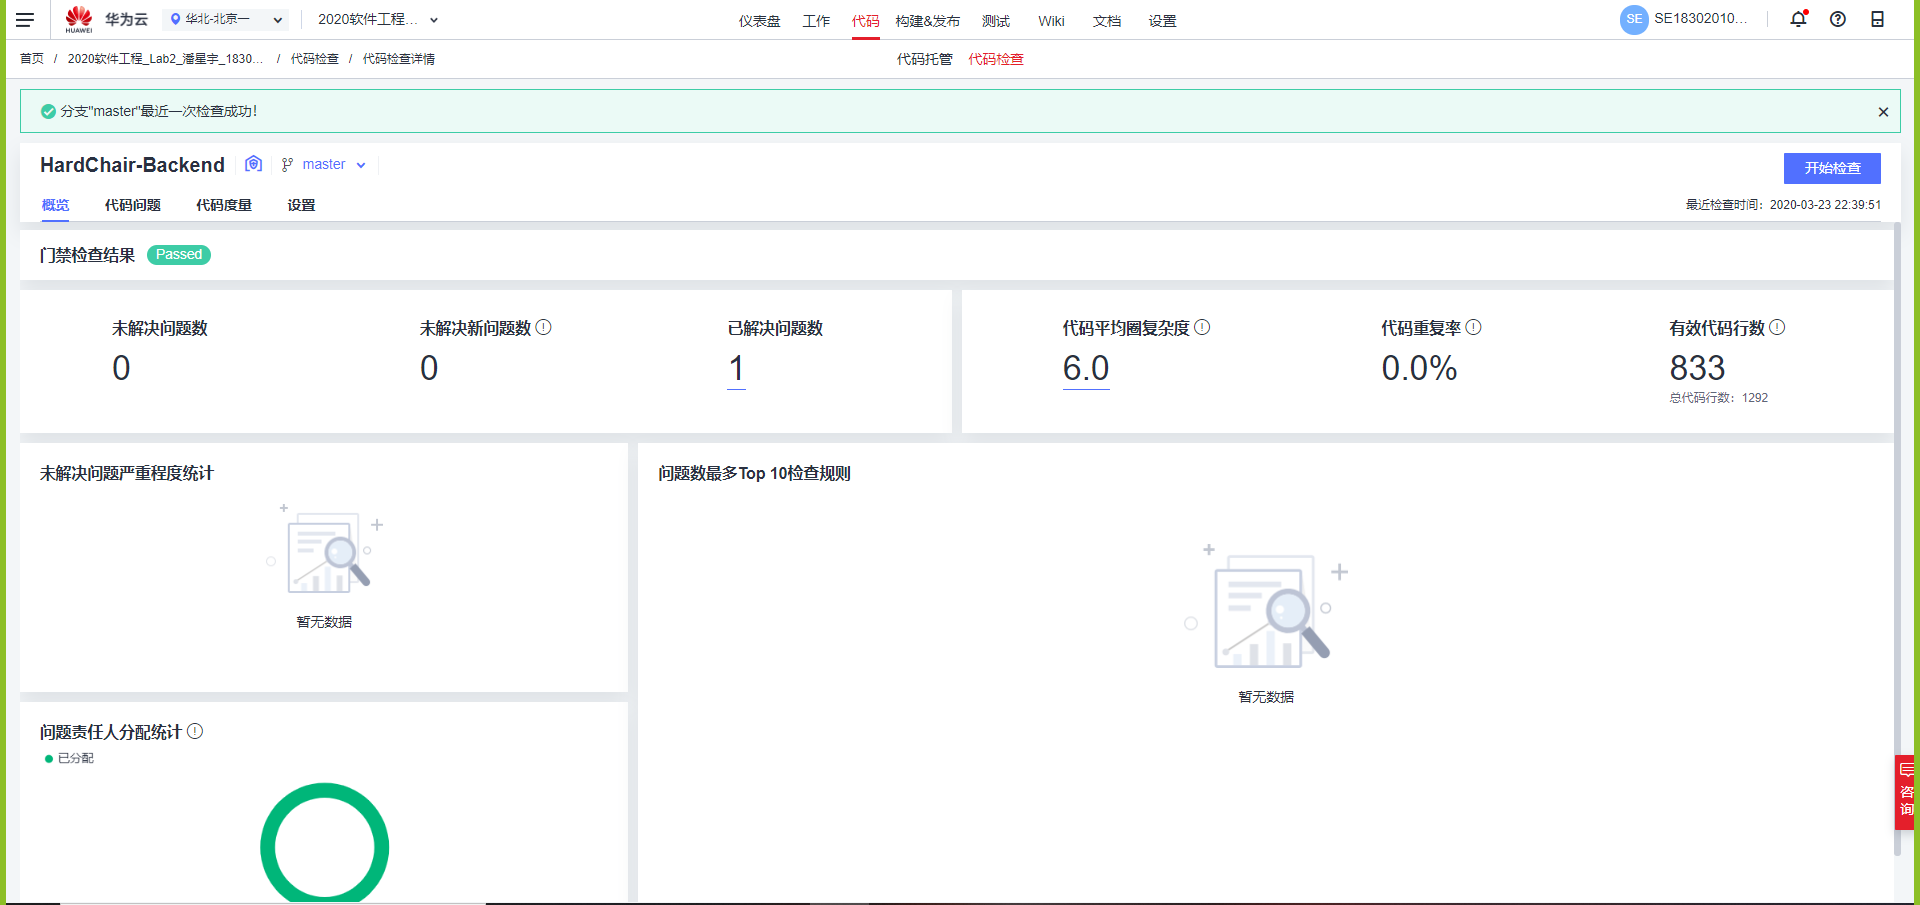 HUAWEI
华为云
华北-北京一
2020软件工程...
仪表盘 工作 代码 构建&发布 测试 Wiki 文档 设置
SE
SE18302010...
首页 / 2020软件工程_Lab2_潘星宇_1830... / 代码检查 / 代码检查详情
代码托管 代码检查
分支"master"最近一次检查成功!
HardChair-Backend
master
开始检查
概览 代码问题 代码度量 设置
最近检查时间: 2020-03-23 22:39:51
门禁检查结果 Passed
未解决问题数 未解决新问题数 已解决问题数
0 0 1
代码平均圈复杂度 代码重复率 有效代码行数
6.0 0.0% 833
总代码行数: 1292
未解决问题严重程度统计
暂无数据
问题数最多Top 10检查规则
暂无数据
问题责任人分配统计
已分配
咨
询